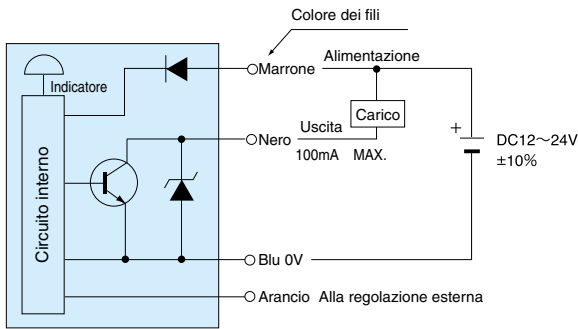 Colore dei fili
Indicatore
Marrone
Alimentazione
Carico
Nero
Uscita
100mA MAX.
+
DC12～24V
±10%
Circuito interno
Blu 0V
Arancio Alla regolazione esterna